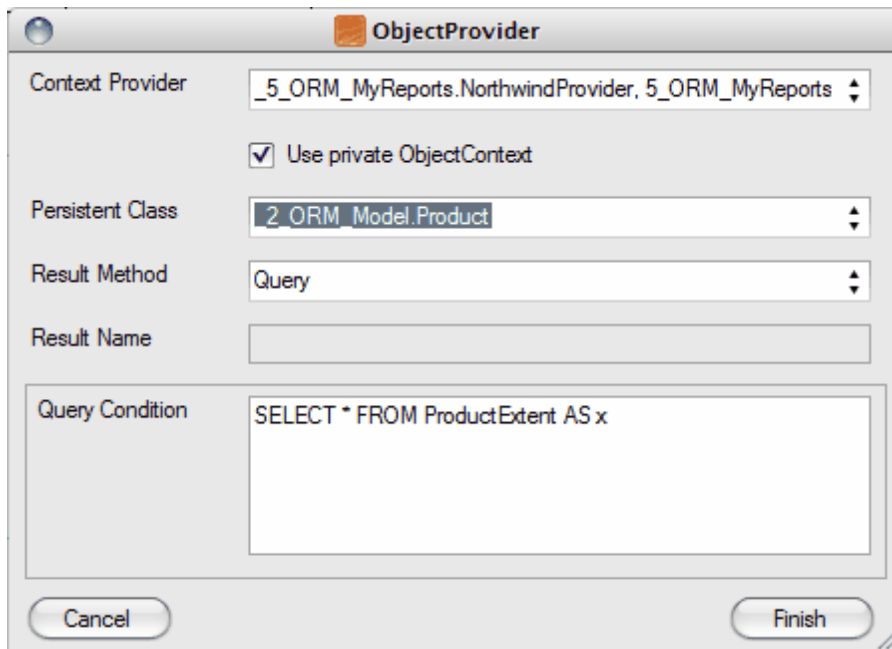 ObjectProvider
Context Provider
_5_ORM_MyReports.NorthwindProvider, 5_ORM_MyReports
Use private ObjectContext
Persistent Class
_2_ORM_Model.Product
Result Method
Query
Result Name
Query Condition
SELECT * FROM ProductExtent AS x
Cancel
Finish